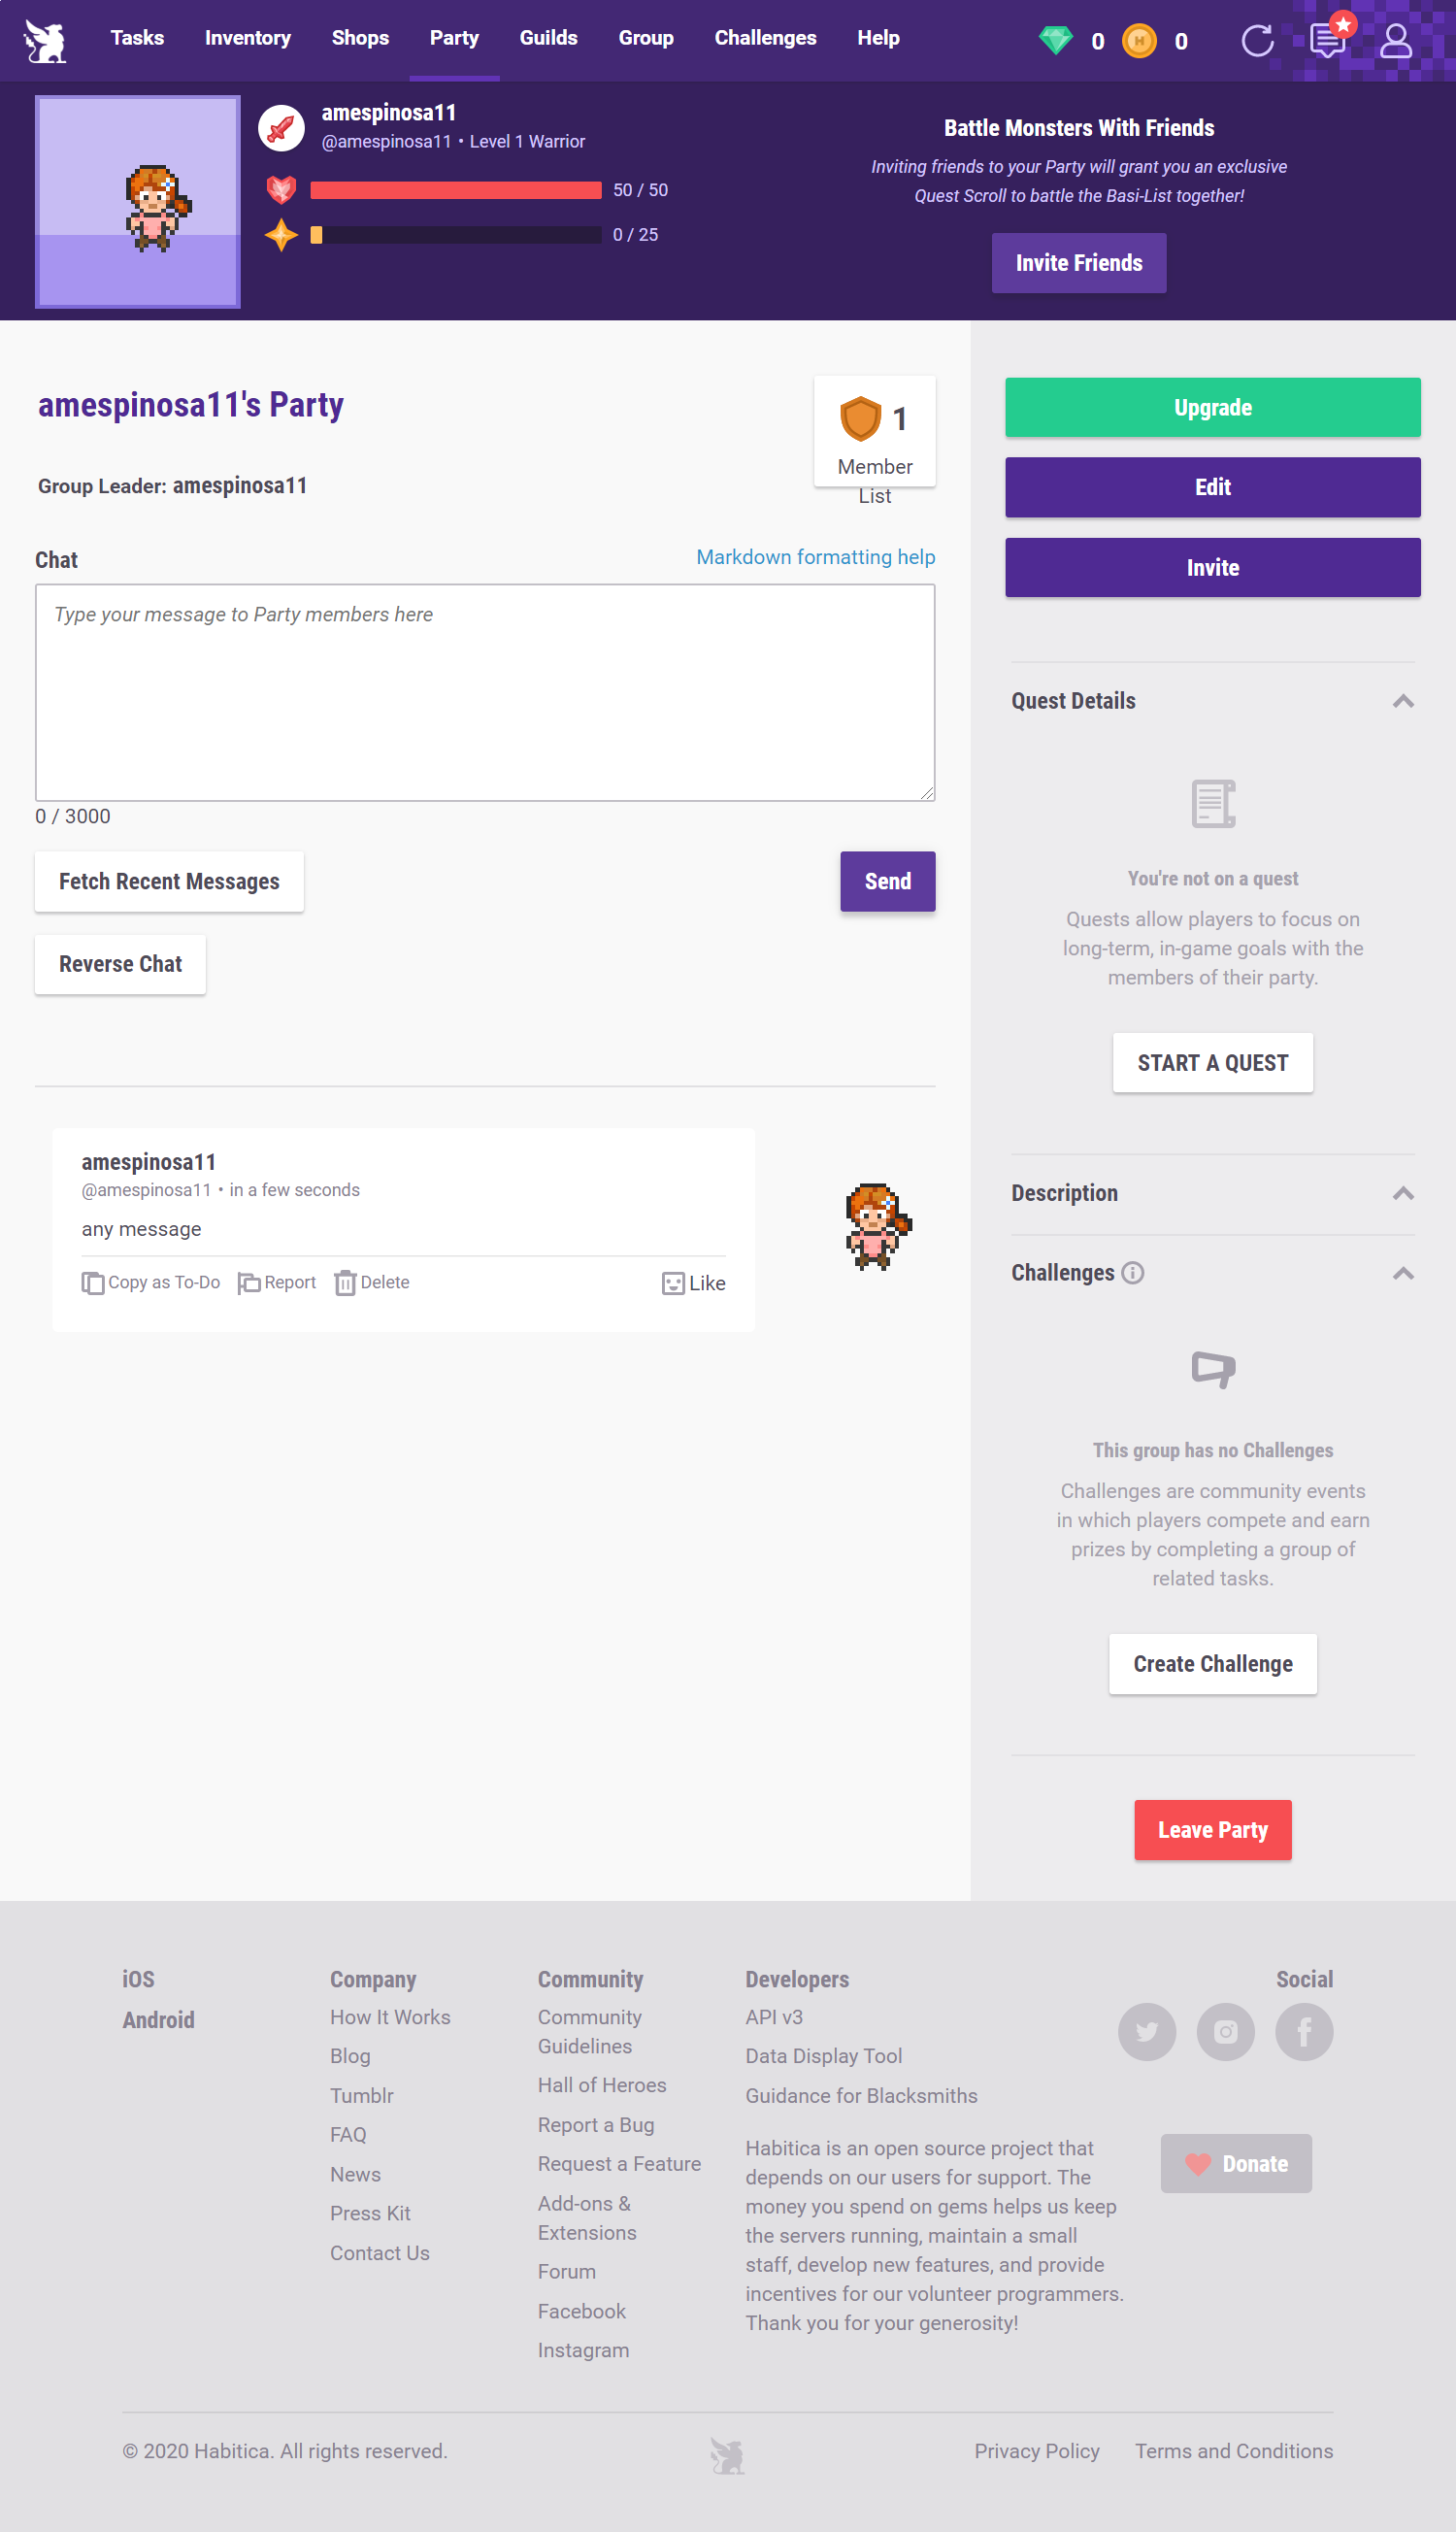 Tasks Inventory Shops Party Guilds Group Challenges Help 0 0
amespinosa11
@amespinosa11 • Level 1 Warrior
50 / 50
0 / 25
Battle Monsters With Friends
Inviting friends to your Party will grant you an exclusive
Quest Scroll to battle the Basi-List together!
Invite Friends
amespinosa11's Party
1
Member
List
Group Leader: amespinosa11
Chat
Markdown formatting help
Type your message to Party members here
0 / 3000
Fetch Recent Messages
Send
Reverse Chat
amespinosa11
@amespinosa11 • in a few seconds
any message
Copy as To-Do Report Delete Like
Upgrade
Edit
Invite
Quest Details
You're not on a quest
Quests allow players to focus on
long-term, in-game goals with the
members of their party.
START A QUEST
Description
Challenges
This group has no Challenges
Challenges are community events
in which players compete and earn
prizes by completing a group of
related tasks.
Create Challenge
Leave Party
iOS
Android
Company
How It Works
Blog
Tumblr
FAQ
News
Press Kit
Contact Us
Community
Community
Guidelines
Hall of Heroes
Report a Bug
Request a Feature
Add-ons &
Extensions
Forum
Facebook
Instagram
Developers
API v3
Data Display Tool
Guidance for Blacksmiths
Habitica is an open source project that
depends on our users for support. The
money you spend on gems helps us keep
the servers running, maintain a small
staff, develop new features, and provide
incentives for our volunteer programmers.
Thank you for your generosity!
Social
Donate
© 2020 Habitica. All rights reserved.
Privacy Policy Terms and Conditions